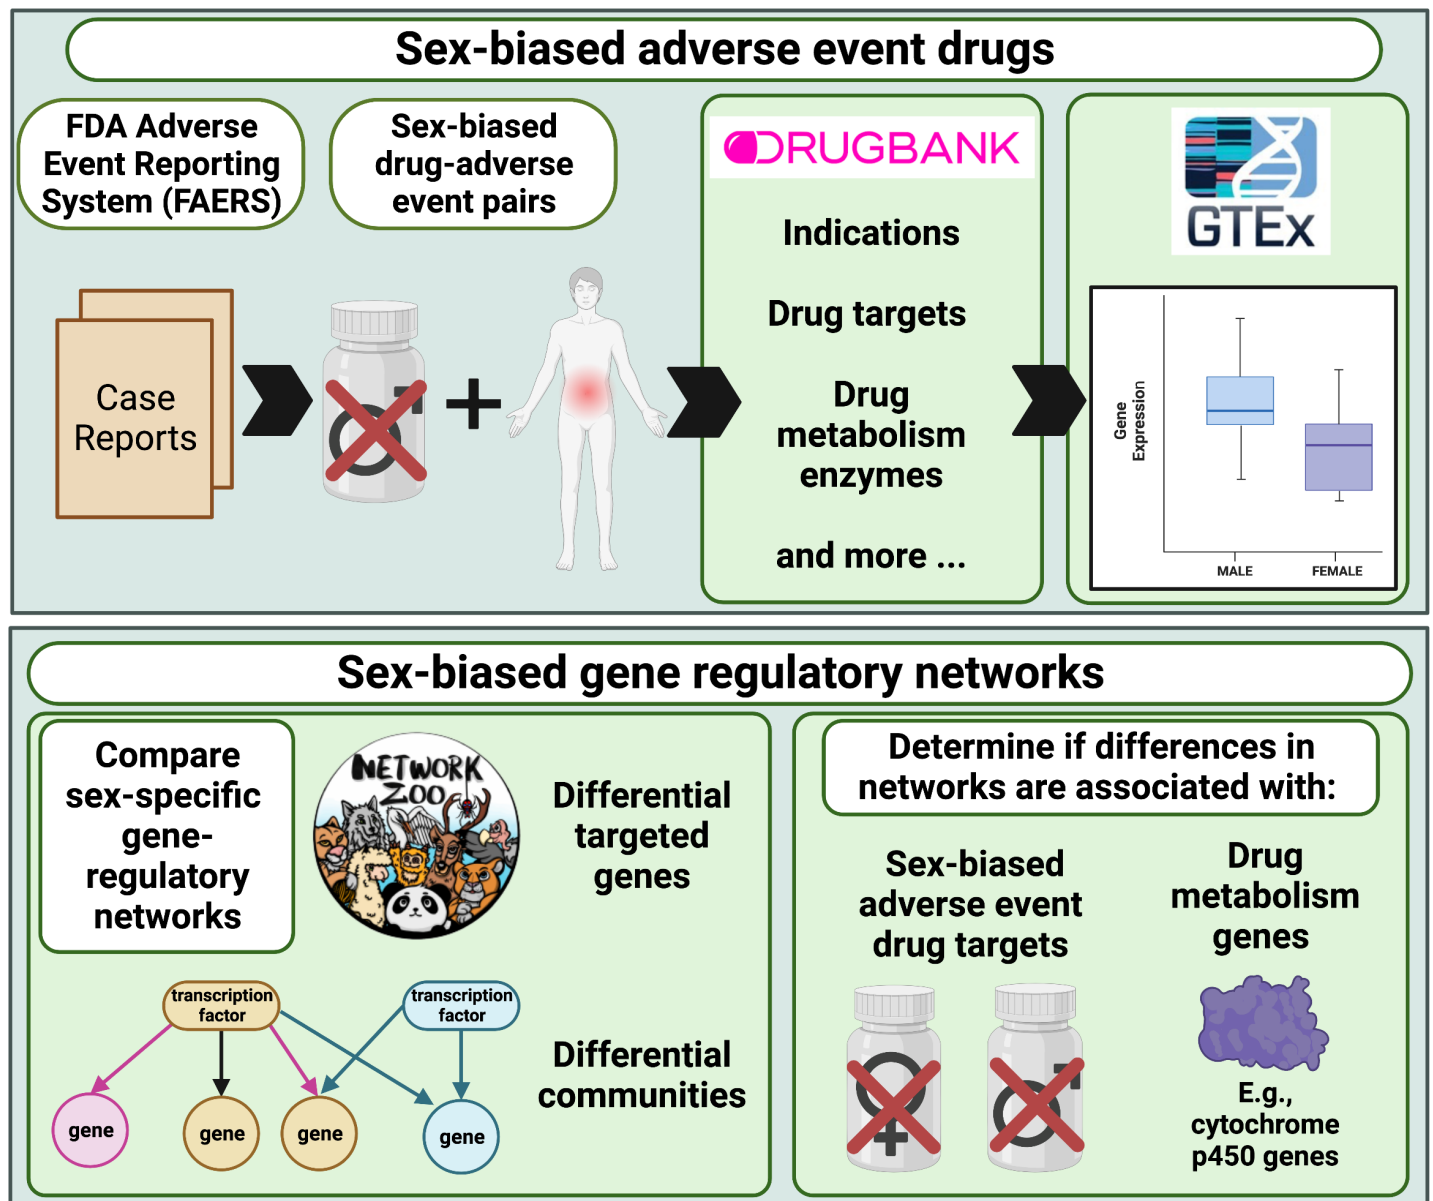 Sex-biased adverse event drugs
FDA Adverse
Event Reporting
System (FAERS)
Sex-biased
drug-adverse
event pairs
Case
Reports
DRUGBANK
Indications
Drug targets
Drug
metabolism
enzymes
and more ...
GTEx
Gene
Expression
MALE
FEMALE
Sex-biased gene regulatory networks
Compare
sex-specific
gene-
regulatory
networks
NETWORK
ZOO
Differential
targeted
genes
transcription
factor
transcription
factor
gene
gene
gene
gene
Differential
communities
Determine if differences in
networks are associated with:
Sex-biased
adverse event
drug targets
Drug
metabolism
genes
E.g.,
cytochrome
p450 genes